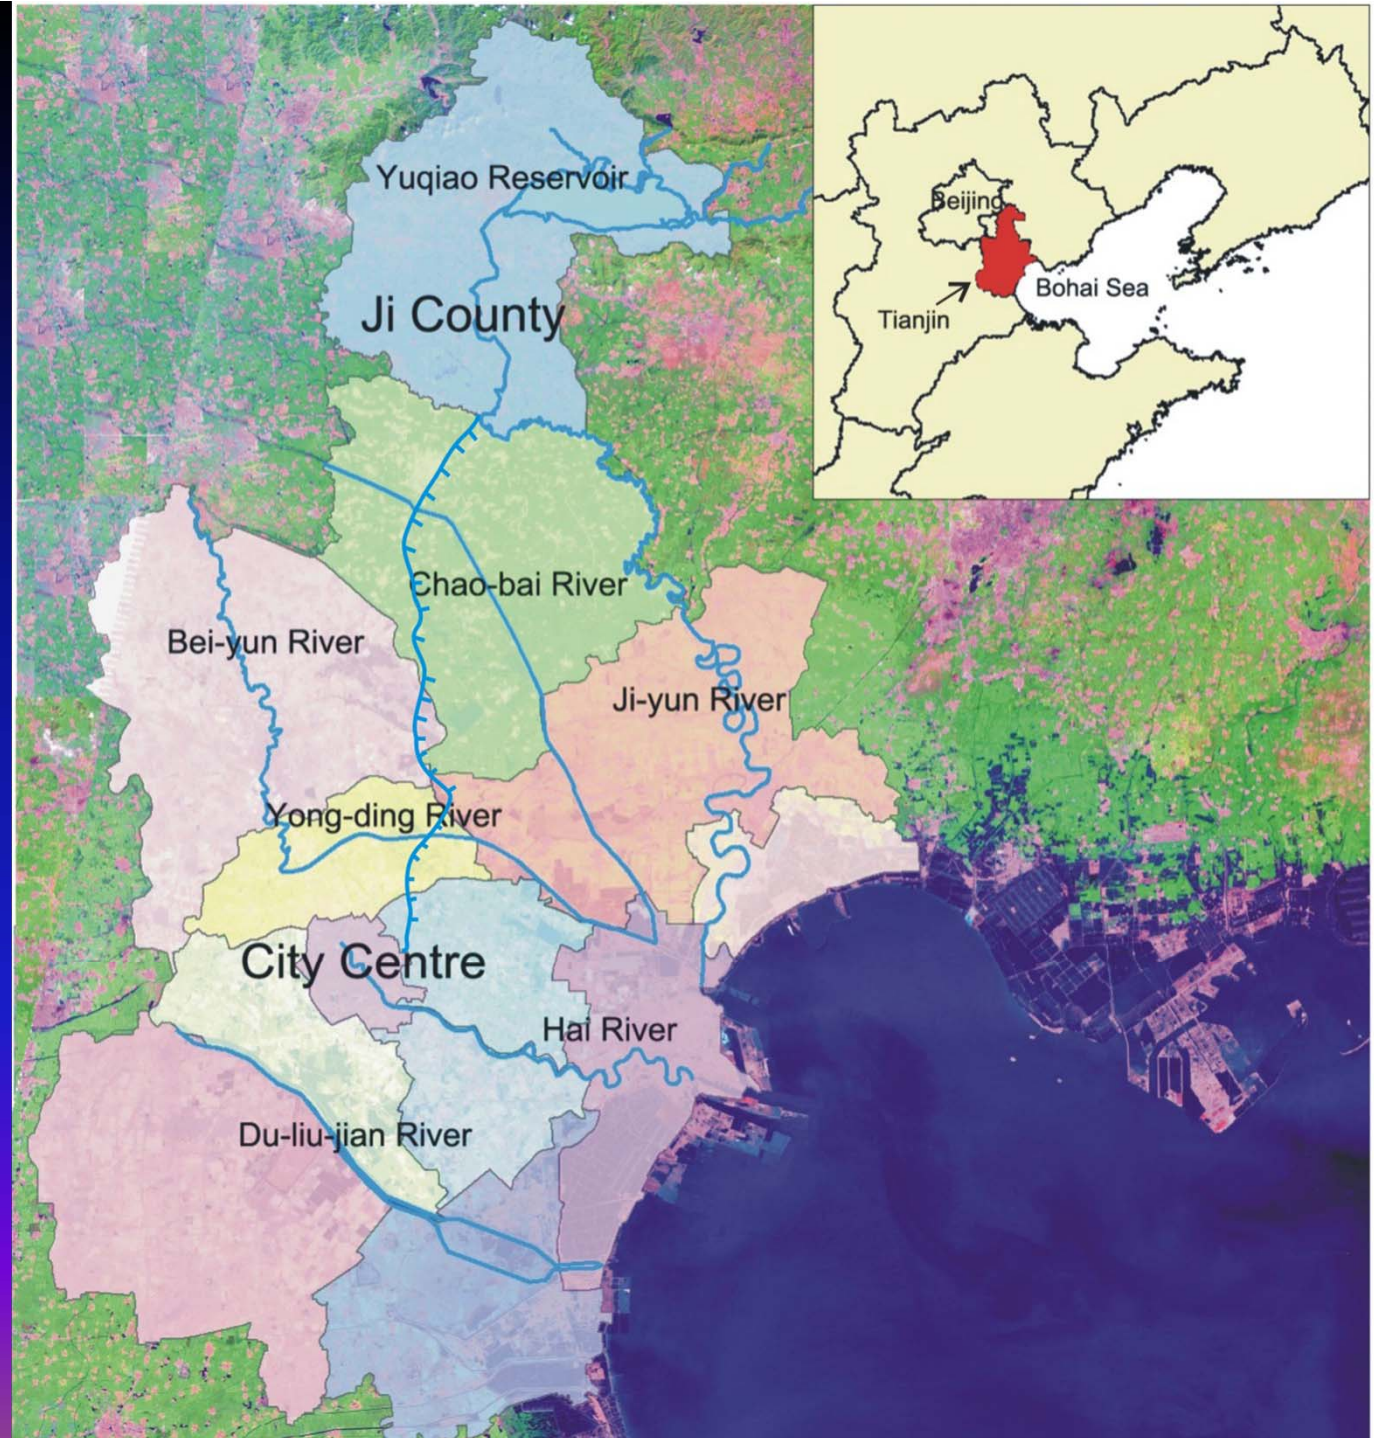 Yuqiao Reservoir
Beijing
Bohai Sea
Ji County
Tianjin
Chao-bai River
Bei-yun River
Ji-yun River
Yong-ding River
City Centre
Hai River
Du-liu-jian River